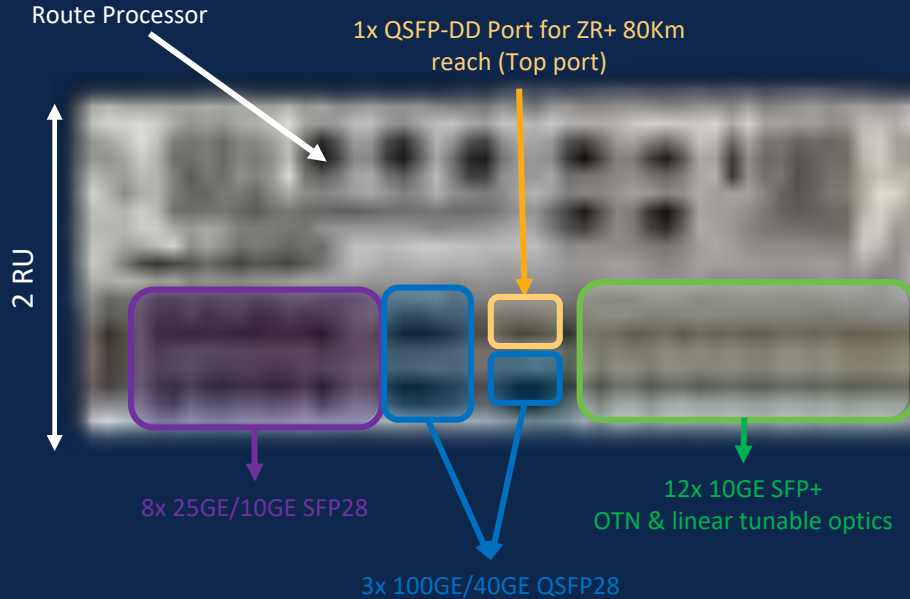 Route Processor
1x QSFP-DD Port for ZR+ 80Km
reach (Top port)
2 RU
8x 25GE/10GE SFP28
12x 10GE SFP+
OTN & linear tunable optics
3x 100GE/40GE QSFP28